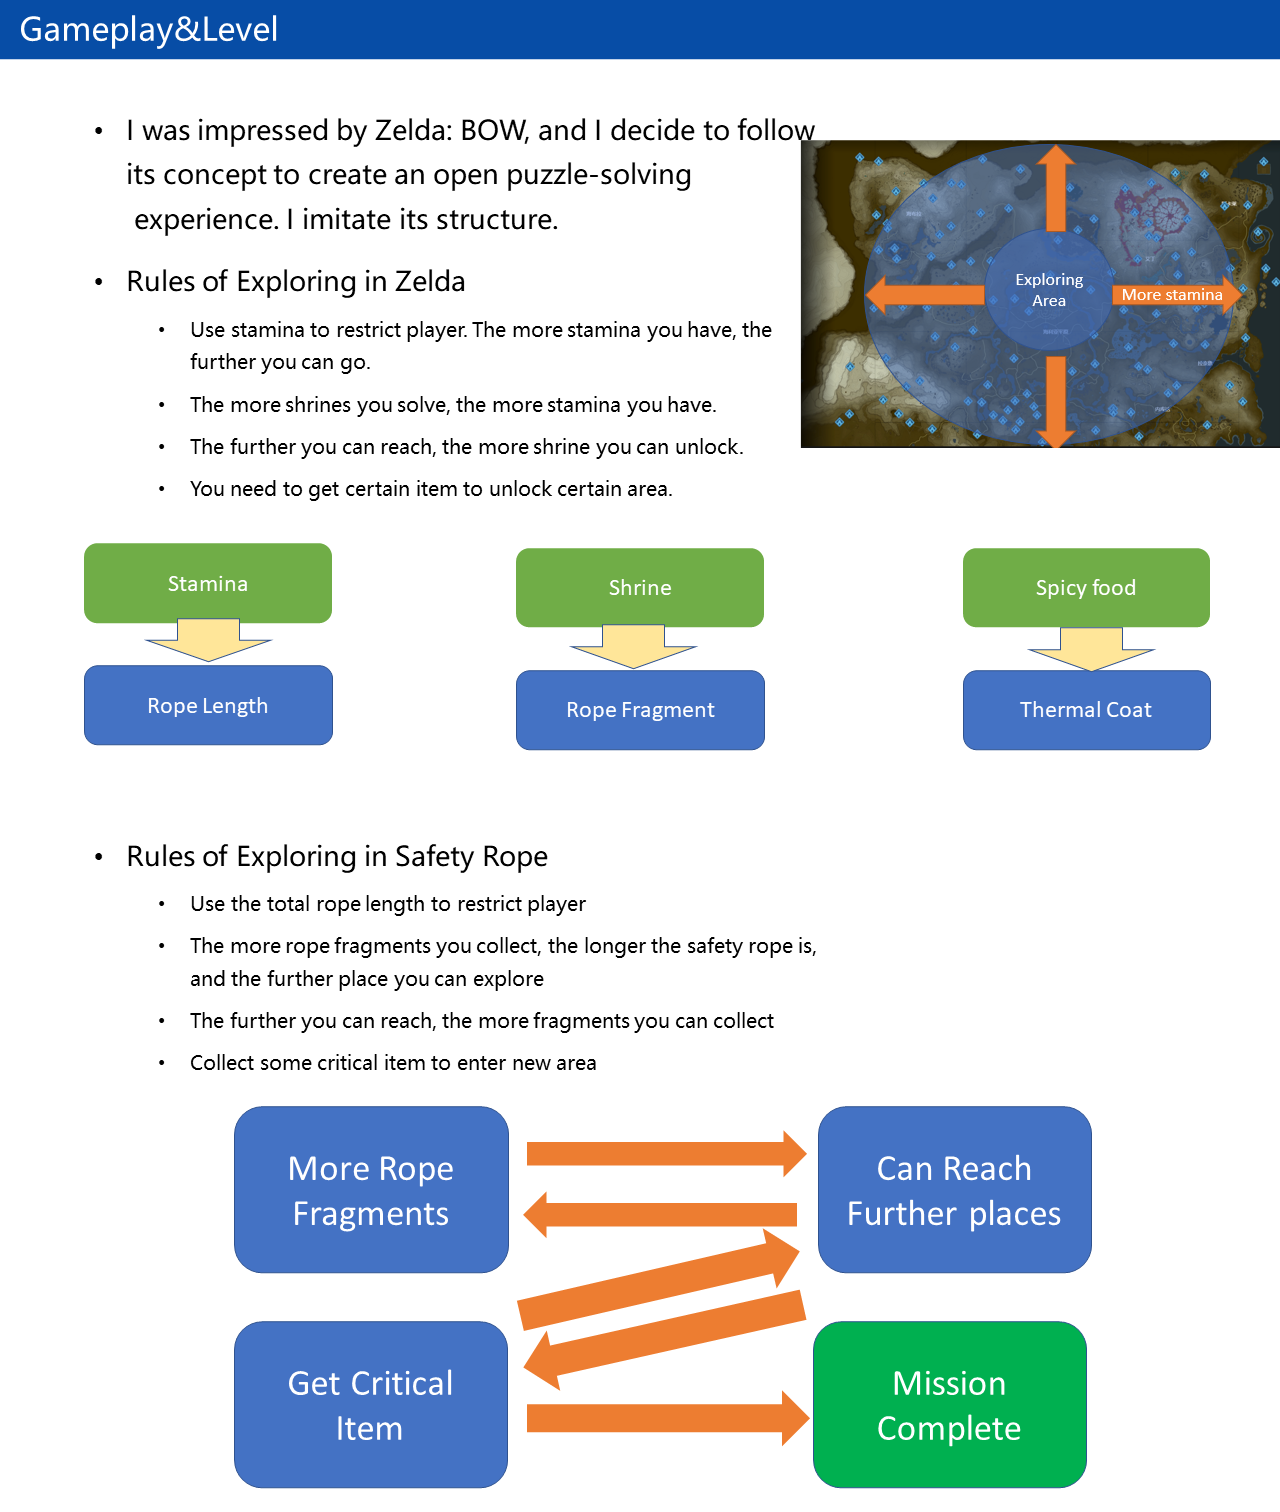 Gameplay&Level
• I was impressed by Zelda: BOW, and I decide to follow
its concept to create an open puzzle-solving
experience. I imitate its structure.
• Rules of Exploring in Zelda
• Use stamina to restrict player. The more stamina you have, the
further you can go.
• The more shrines you solve, the more stamina you have.
• The further you can reach, the more shrine you can unlock.
• You need to get certain item to unlock certain area.
Exploring
Area
More stamina
Stamina
Shrine
Spicy food
Rope Length
Rope Fragment
Thermal Coat
• Rules of Exploring in Safety Rope
• Use the total rope length to restrict player
• The more rope fragments you collect, the longer the safety rope is,
and the further place you can explore
• The further you can reach, the more fragments you can collect
• Collect some critical item to enter new area
More Rope
Fragments
Can Reach
Further places
Get Critical
Item
Mission
Complete